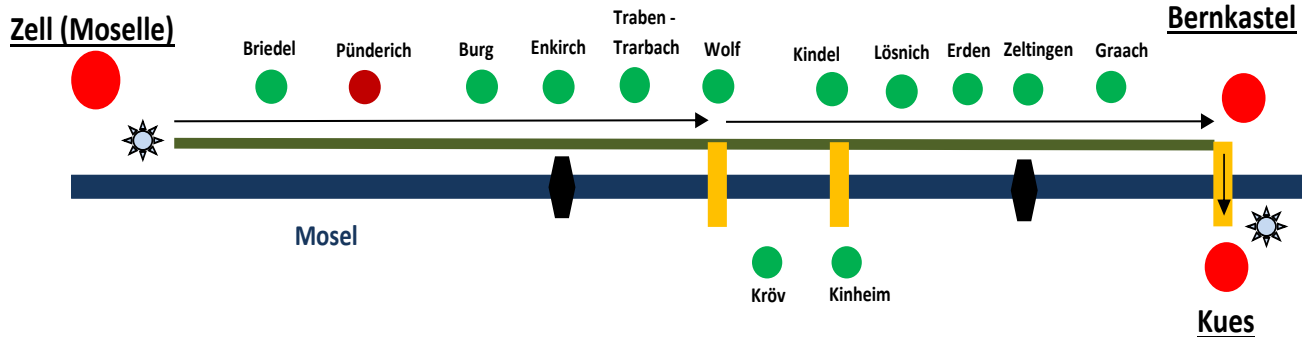 Zell (Moselle)
Briedel
Pünderich
Burg
Enkirch
Traben -
Trarbach
Wolf
Kindel
Lösnich
Erden
Zeltingen
Graach
Bernkastel
Mosel
Kröv
Kinheim
Kues